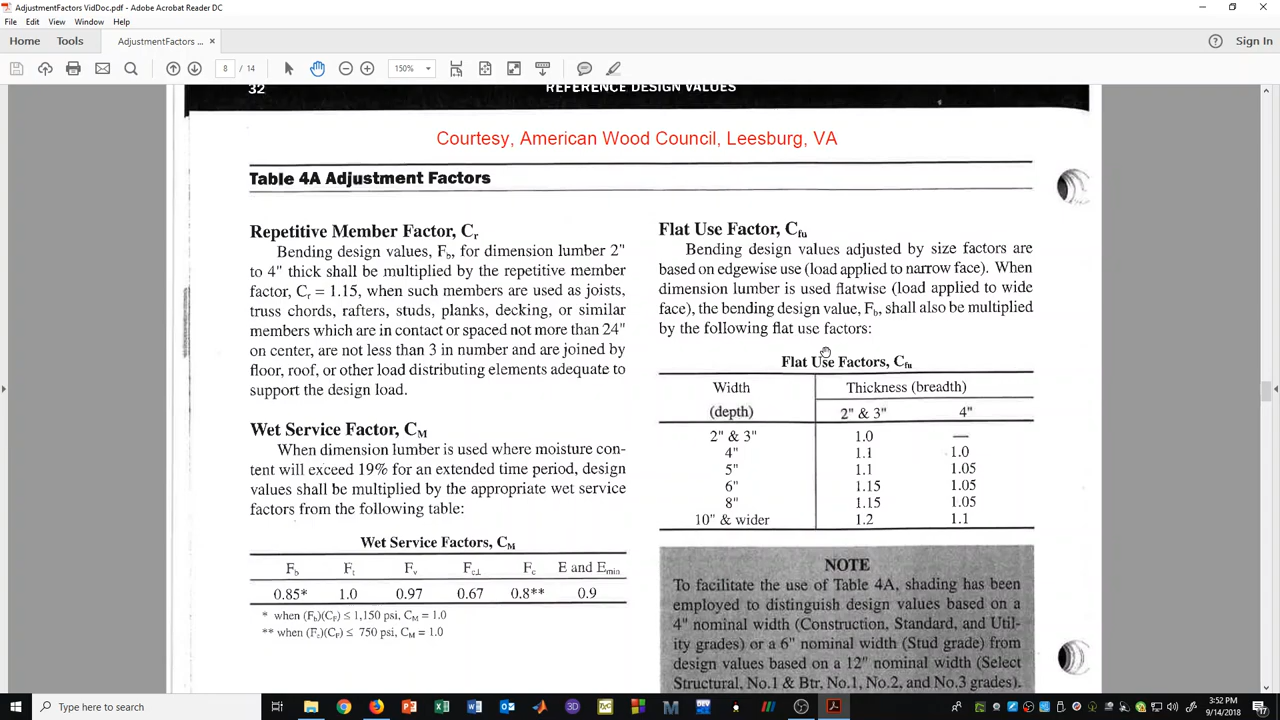 AdjustmentFactors VidDoc.pdf - Adobe Acrobat Reader DC
File Edit View Window Help
Home Tools AdjustmentFactors ... × Sign In
8 / 14 150%
32 REFERENCE DESIGN VALUES
Courtesy, American Wood Council, Leesburg, VA
Table 4A Adjustment Factors
Repetitive Member Factor, Cr
Bending design values, Fb, for dimension lumber 2"
to 4" thick shall be multiplied by the repetitive member
factor, Cr = 1.15, when such members are used as joists,
truss chords, rafters, studs, planks, decking, or similar
members which are in contact or spaced not more than 24"
on center, are not less than 3 in number and are joined by
floor, roof, or other load distributing elements adequate to
support the design load.
Wet Service Factor, CM
When dimension lumber is used where moisture con-
tent will exceed 19% for an extended time period, design
values shall be multiplied by the appropriate wet service
factors from the following table:
Wet Service Factors, CM
Fb Ft Fv Fc⊥ Fc E and Emin
0.85* 1.0 0.97 0.67 0.8** 0.9
* when (Fb)(CF) ≤ 1,150 psi, CM = 1.0
** when (Fc)(CF) ≤ 750 psi, CM = 1.0
Flat Use Factor, Cfu
Bending design values adjusted by size factors are
based on edgewise use (load applied to narrow face). When
dimension lumber is used flatwise (load applied to wide
face), the bending design value, Fb, shall also be multiplied
by the following flat use factors:
Flat Use Factors, Cfu
Width Thickness (breadth)
(depth) 2" & 3" 4"
2" & 3" 1.0 —
4" 1.1 1.0
5" 1.1 1.05
6" 1.15 1.05
8" 1.15 1.05
10" & wider 1.2 1.1
NOTE
To facilitate the use of Table 4A, shading has been
employed to distinguish design values based on a
4" nominal width (Construction, Standard, and Util-
ity grades) or a 6" nominal width (Stud grade) from
design values based on a 12" nominal width (Select
Structural, No.1 & Btr, No.1, No.2, and No.3 grades).
Type here to search
3:52 PM
9/14/2018